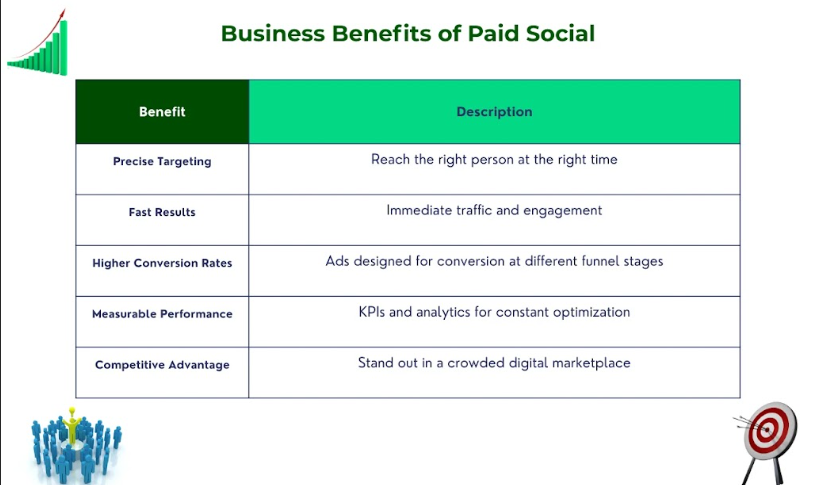 Business Benefits of Paid Social
Benefit Description
Precise Targeting Reach the right person at the right time
Fast Results Immediate traffic and engagement
Higher Conversion Rates Ads designed for conversion at different funnel stages
Measurable Performance KPIs and analytics for constant optimization
Competitive Advantage Stand out in a crowded digital marketplace